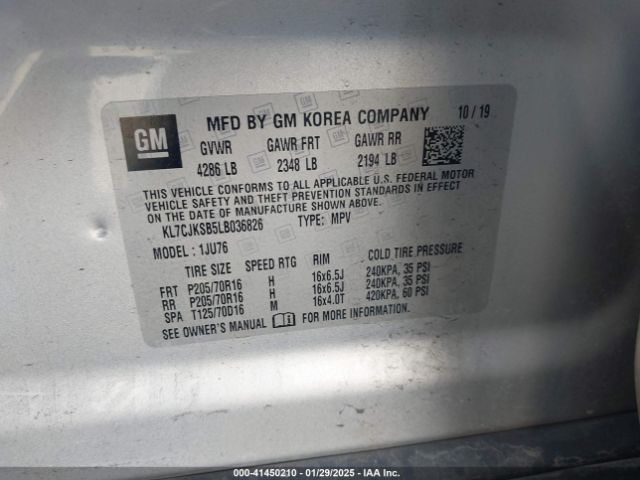 GM
MFD BY GM KOREA COMPANY 10 / 19
GVWR GAWR FRT GAWR RR
4286 LB 2348 LB 2194 LB
THIS VEHICLE CONFORMS TO ALL APPLICABLE U.S. FEDERAL MOTOR
VEHICLE SAFETY AND THEFT PREVENTION STANDARDS IN EFFECT
ON THE DATE OF MANUFACTURE SHOWN ABOVE.
KL7CJKSB5LB036826 TYPE: MPV
MODEL: 1JU76
TIRE SIZE SPEED RTG RIM COLD TIRE PRESSURE
FRT P205/70R16 H 16x6.5J 240KPA, 35 PSI
RR P205/70R16 H 16x6.5J 240KPA, 35 PSI
SPA T125/70D16 M 16x4.0T 420KPA, 60 PSI
SEE OWNER'S MANUAL FOR MORE INFORMATION.
000-41450210 - 01/29/2025 - IAA Inc.